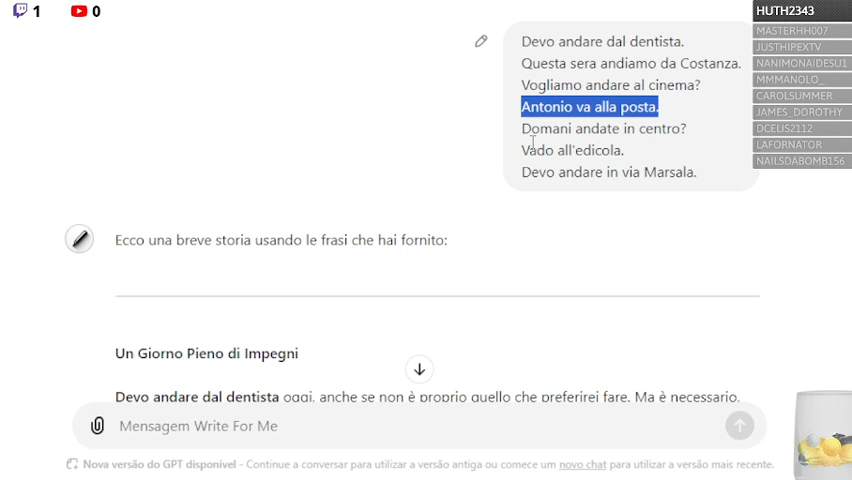 1
0
HUTH2343
MASTERHH007
JUSTHIPEXTV
NANIMONAIDESU1
MMMANOLO_
CAROLSUMMER
JAMES_DOROTHY
DCELIS2112
LAFORNATOR
NAILSDABOMB156
Devo andare dal dentista.
Questa sera andiamo da Costanza.
Vogliamo andare al cinema?
Antonio va alla posta.
Domani andate in centro?
Vado all'edicola.
Devo andare in via Marsala.
Ecco una breve storia usando le frasi che hai fornito:
Un Giorno Pieno di Impegni
Devo andare dal dentista oggi, anche se non è proprio quello che preferirei fare. Ma è necessario.
Mensagem Write For Me
Nova versão do GPT disponível - Continue a conversar para utilizar a versão antiga ou comece um novo chat para utilizar a versão mais recente.